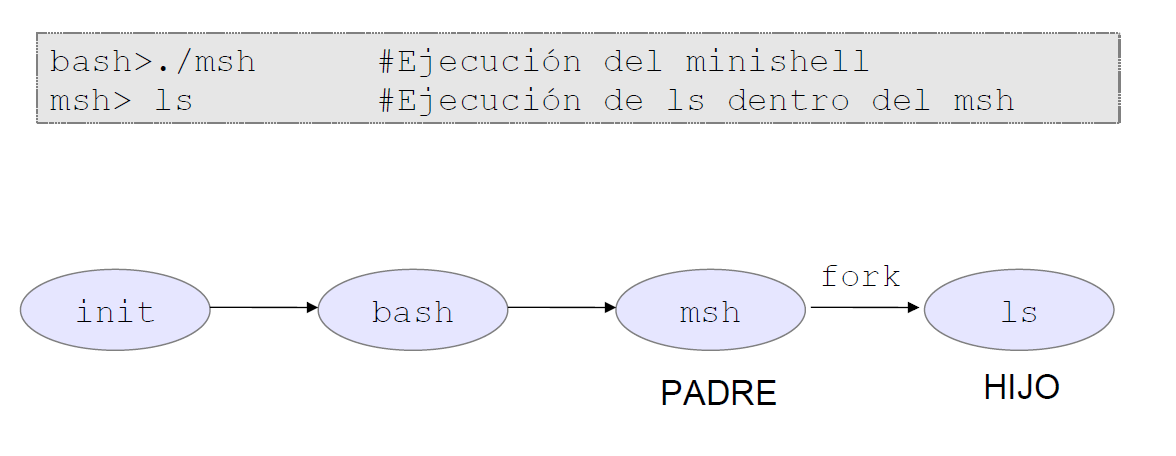 bash>./msh #Ejecución del minishell
msh> ls #Ejecución de ls dentro del msh
fork
init bash msh ls
PADRE HIJO